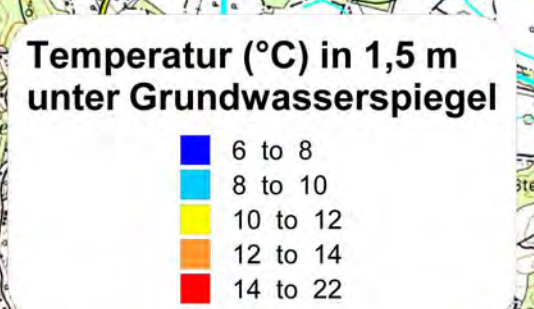 Temperatur (°C) in 1,5 m
unter Grundwasserspiegel
6 to 8
8 to 10
10 to 12
12 to 14
14 to 22